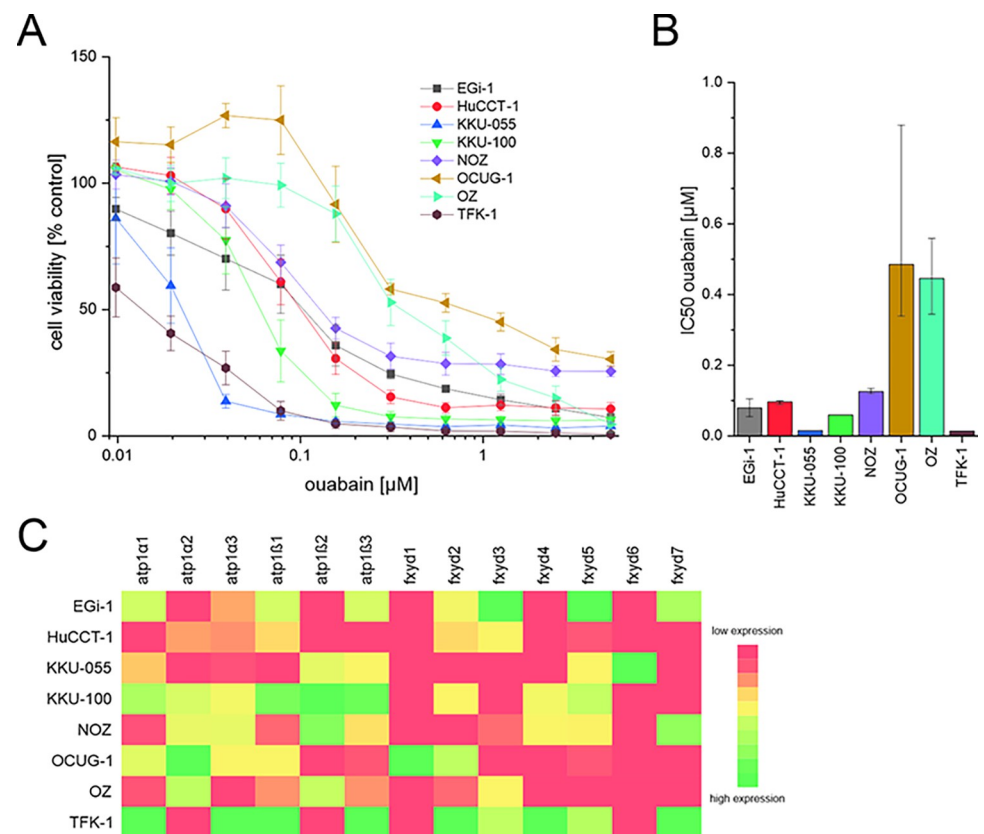 A
150
100
50
0
cell viability [% control]
0.01
0.1
1
ouabain [µM]
EGi-1
HuCCT-1
KKU-055
KKU-100
NOZ
OCUG-1
OZ
TFK-1
B
1.0
0.8
0.6
0.4
0.2
0.0
IC50 ouabain [µM]
EGi-1
HuCCT-1
KKU-055
KKU-100
NOZ
OCUG-1
OZ
TFK-1
C
atp1α1
atp1α2
atp1α3
atp1ß1
atp1ß2
atp1ß3
fxyd1
fxyd2
fxyd3
fxyd4
fxyd5
fxyd6
fxyd7
EGi-1
HuCCT-1
KKU-055
KKU-100
NOZ
OCUG-1
OZ
TFK-1
low expression
high expression